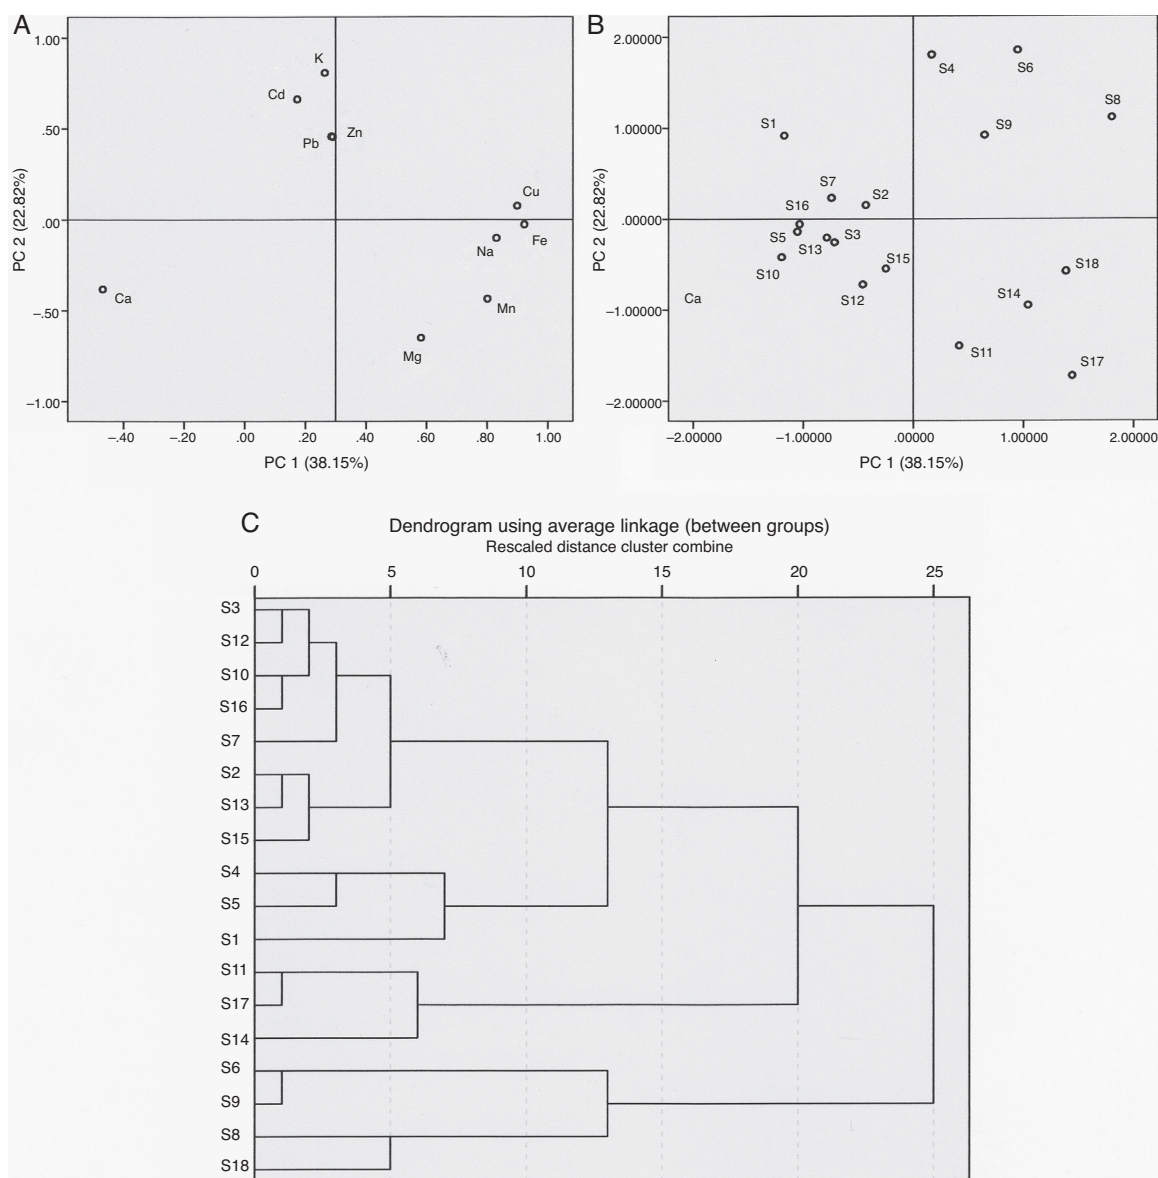 A
1.00
.50
.00
−.50
−1.00
PC 2 (22.82%)
K
Cd
Pb
Zn
Cu
Fe
Na
Mn
Mg
Ca
−.40
−.20
.00
.20
.40
.60
.80
1.00
PC 1 (38.15%)
B
2.00000
1.00000
.00000
−1.00000
−2.00000
PC 2 (22.82%)
S4
S6
S8
S9
S1
S7
S2
S16
S5
S13
S3
S10
S15
S12
Ca
S18
S14
S11
S17
−2.00000
−1.00000
.00000
1.00000
2.00000
PC 1 (38.15%)
C
Dendrogram using average linkage (between groups)
Rescaled distance cluster combine
0 5 10 15 20 25
S3
S12
S10
S16
S7
S2
S13
S15
S4
S5
S1
S11
S17
S14
S6
S9
S8
S18